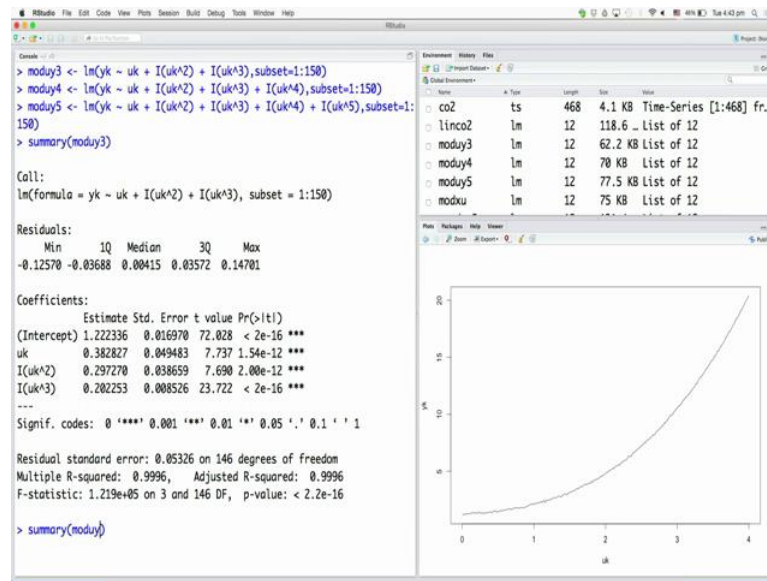 RStudio File Edit Code View Plots Session Build Debug Tools Window Help 46% Tue 4:43 pm
RStudio
Go to file/function
Console
> moduy3 <- lm(yk ~ uk + I(uk^2) + I(uk^3),subset=1:150)
> moduy4 <- lm(yk ~ uk + I(uk^2) + I(uk^3) + I(uk^4),subset=1:150)
> moduy5 <- lm(yk ~ uk + I(uk^2) + I(uk^3) + I(uk^4) + I(uk^5),subset=1:
150)
> summary(moduy3)
Call:
lm(formula = yk ~ uk + I(uk^2) + I(uk^3), subset = 1:150)
Residuals:
Min 1Q Median 3Q Max
-0.12570 -0.03688 0.00415 0.03572 0.14701
Coefficients:
Estimate Std. Error t value Pr(>|t|)
(Intercept) 1.222336 0.016970 72.028 < 2e-16 ***
uk 0.382827 0.049483 7.737 1.54e-12 ***
I(uk^2) 0.297270 0.038659 7.690 2.00e-12 ***
I(uk^3) 0.202253 0.008526 23.722 < 2e-16 ***
---
Signif. codes: 0 ‘***’ 0.001 ‘**’ 0.01 ‘*’ 0.05 ‘.’ 0.1 ‘ ’ 1
Residual standard error: 0.05326 on 146 degrees of freedom
Multiple R-squared: 0.9996, Adjusted R-squared: 0.9996
F-statistic: 1.219e+05 on 3 and 146 DF, p-value: < 2.2e-16
> summary(moduy)
Environment History Files
Import Dataset
Global Environment
Name Type Length Size Value
co2 ts 468 4.1 KB Time-Series [1:468] fr…
linco2 lm 12 118.6 … List of 12
moduy3 lm 12 62.2 KB List of 12
moduy4 lm 12 70 KB List of 12
moduy5 lm 12 77.5 KB List of 12
modxu lm 12 75 KB List of 12
Plots Packages Help Viewer
Zoom Export
yk
20
15
10
5
0 1 2 3 4
uk